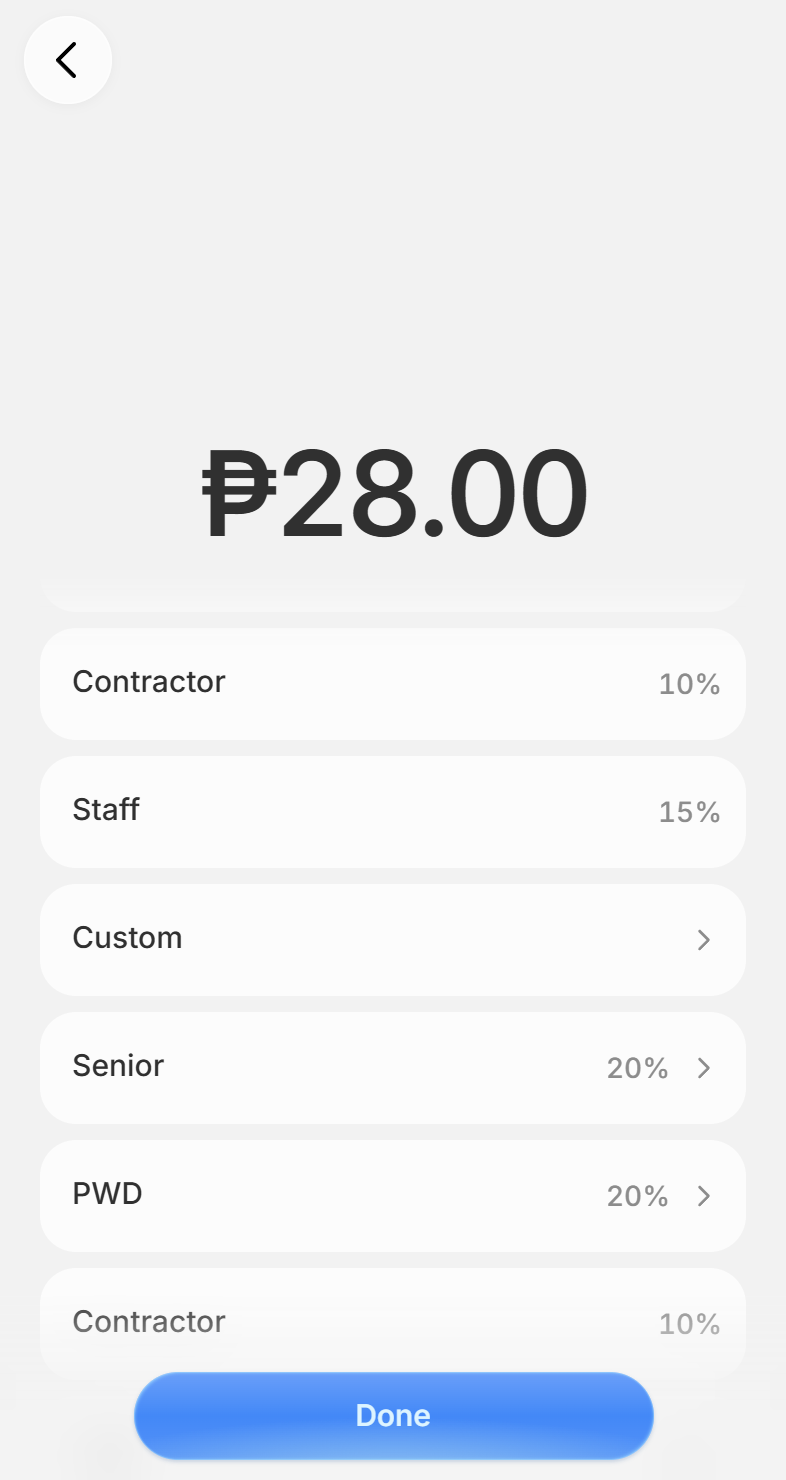 ₱28.00
Contractor 10%
Staff 15%
Custom
Senior 20%
PWD 20%
Contractor 10%
Done